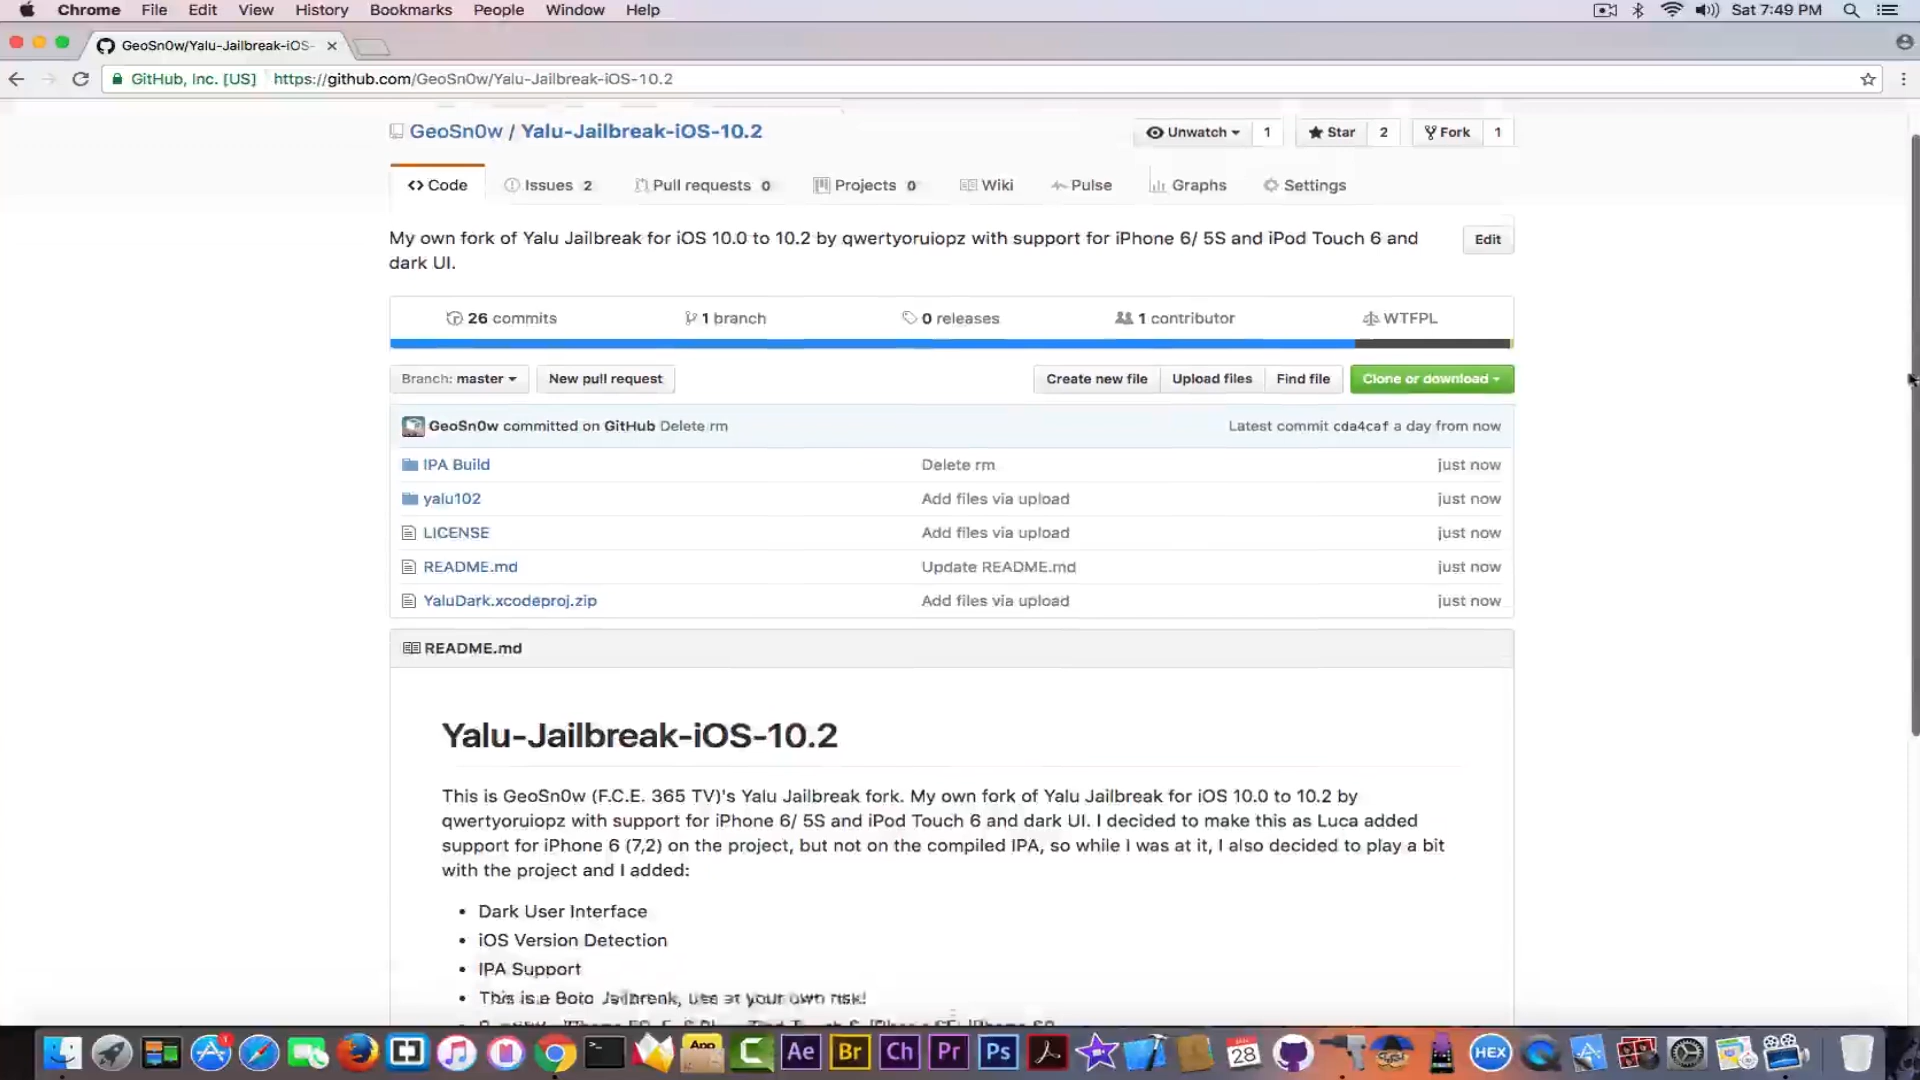 Chrome File Edit View History Bookmarks People Window Help Sat 7:49 PM
GeoSn0w/Yalu-Jailbreak-iOS-
GitHub, Inc. [US] https://github.com/GeoSn0w/Yalu-Jailbreak-iOS-10.2
GeoSn0w / Yalu-Jailbreak-iOS-10.2 Unwatch 1 Star 2 Fork 1
Code Issues 2 Pull requests 0 Projects 0 Wiki Pulse Graphs Settings
My own fork of Yalu Jailbreak for iOS 10.0 to 10.2 by qwertyoruiopz with support for iPhone 6/ 5S and iPod Touch 6 and Edit
dark UI.
26 commits 1 branch 0 releases 1 contributor WTFPL
Branch: master New pull request Create new file Upload files Find file Clone or download
GeoSn0w committed on GitHub Delete rm Latest commit cda4caf a day from now
IPA Build Delete rm just now
yalu102 Add files via upload just now
LICENSE Add files via upload just now
README.md Update README.md just now
YaluDark.xcodeproj.zip Add files via upload just now
README.md
Yalu-Jailbreak-iOS-10.2
This is GeoSn0w (F.C.E. 365 TV)'s Yalu Jailbreak fork. My own fork of Yalu Jailbreak for iOS 10.0 to 10.2 by
qwertyoruiopz with support for iPhone 6/ 5S and iPod Touch 6 and dark UI. I decided to make this as Luca added
support for iPhone 6 (7,2) on the project, but not on the compiled IPA, so while I was at it, I also decided to play a bit
with the project and I added:
• Dark User Interface
• iOS Version Detection
• IPA Support
• This is a Jailbreak, use at your own risk!
App Ae Br Ch Pr Ps 28 HEX